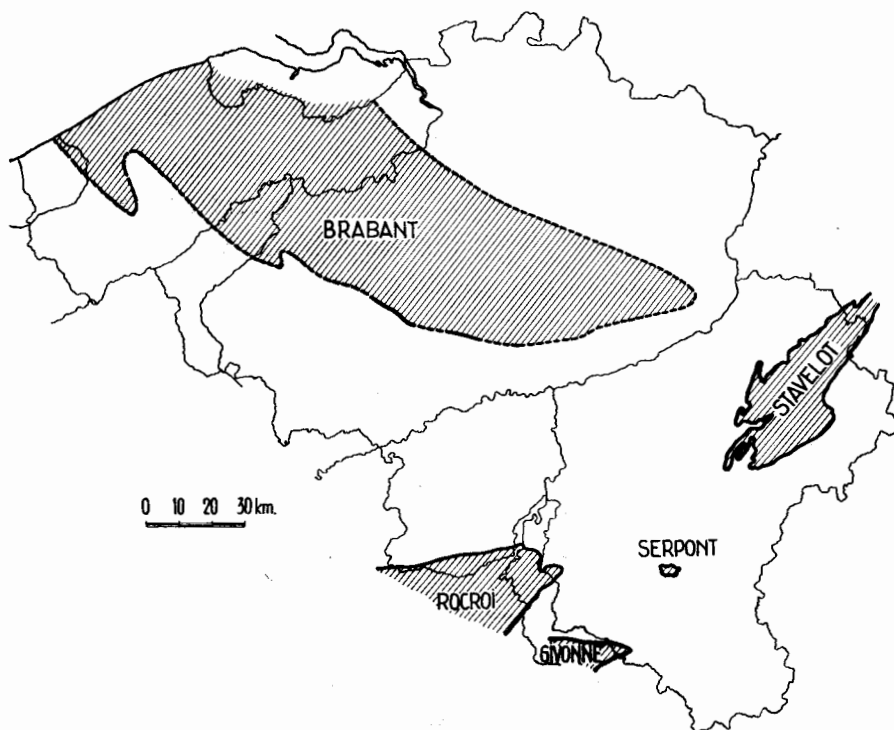 BRABANT
STAVELOT
0 10 20 30 km.
SERPONT
ROCROI
GIVONNE